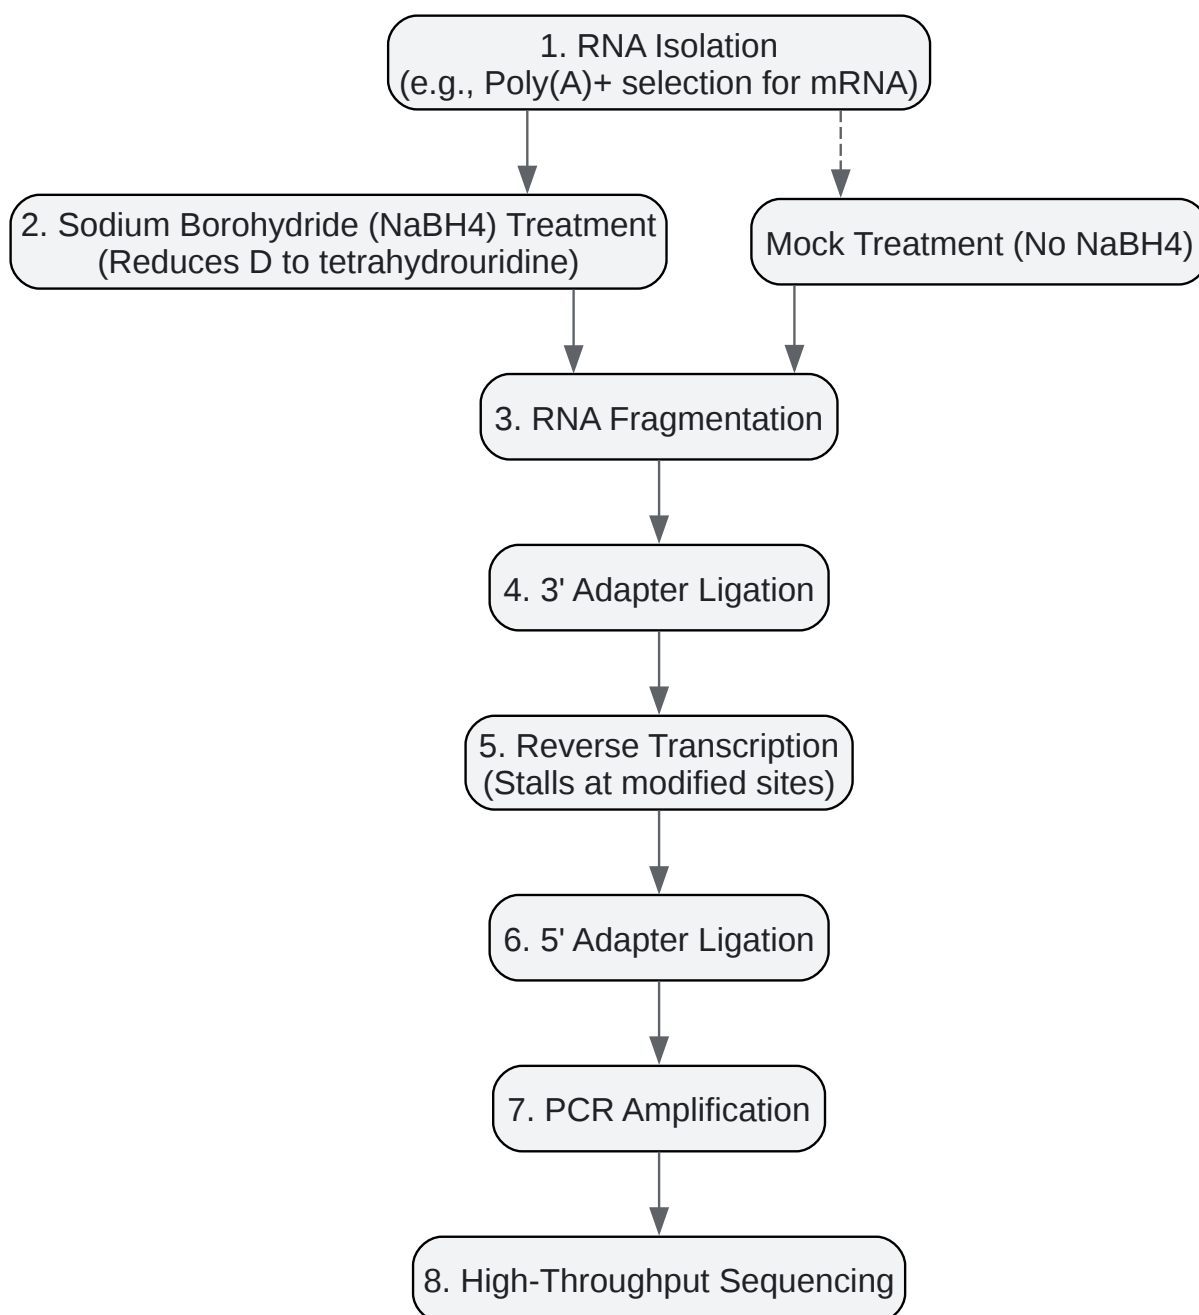 1. RNA Isolation
(e.g., Poly(A)+ selection for mRNA)
2. Sodium Borohydride (NaBH4) Treatment
(Reduces D to tetrahydrouridine)
Mock Treatment (No NaBH4)
3. RNA Fragmentation
4. 3' Adapter Ligation
5. Reverse Transcription
(Stalls at modified sites)
6. 5' Adapter Ligation
7. PCR Amplification
8. High-Throughput Sequencing